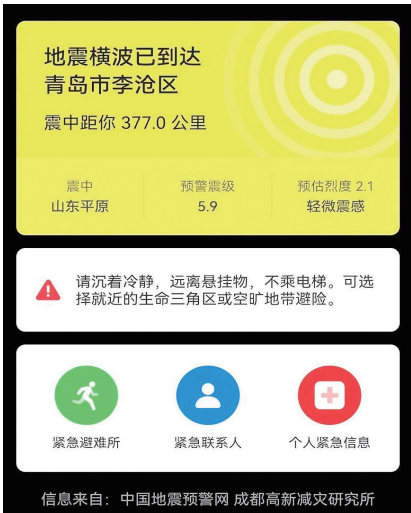 地震横波已到达
青岛市李沧区
震中距你 377.0 公里
震中 预警震级 预估烈度 2.1
山东平原 5.9 轻微震感
请沉着冷静，远离悬挂物，不乘电梯。可选
择就近的生命三角区或空旷地带避险。
紧急避难所 紧急联系人 个人紧急信息
信息来自：中国地震预警网 成都高新减灾研究所